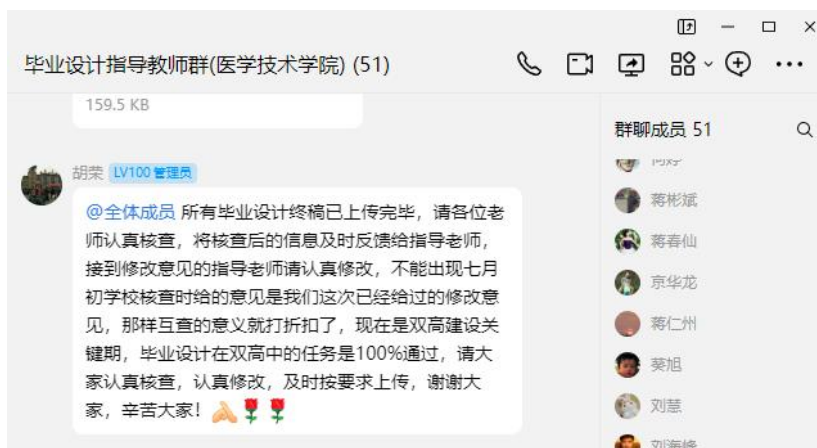 毕业设计指导教师群(医学技术学院) (51)
159.5 KB
群聊成员 51
胡荣 LV100 管理员
@全体成员 所有毕业设计终稿已上传完毕，请各位老
师认真核查，将核查后的信息及时反馈给指导老师，
接到修改意见的指导老师请认真修改，不能出现七月
初学校核查时给的意见是我们这次已经给过的修改意
见，那样互查的意义就打折扣了，现在是双高建设关
键期，毕业设计在双高中的任务是100%通过，请大
家认真核查，认真修改，及时按要求上传，谢谢大
家，辛苦大家！
蒋彬斌
蒋春仙
京华龙
蒋仁州
葵旭
刘慧
刘海峰